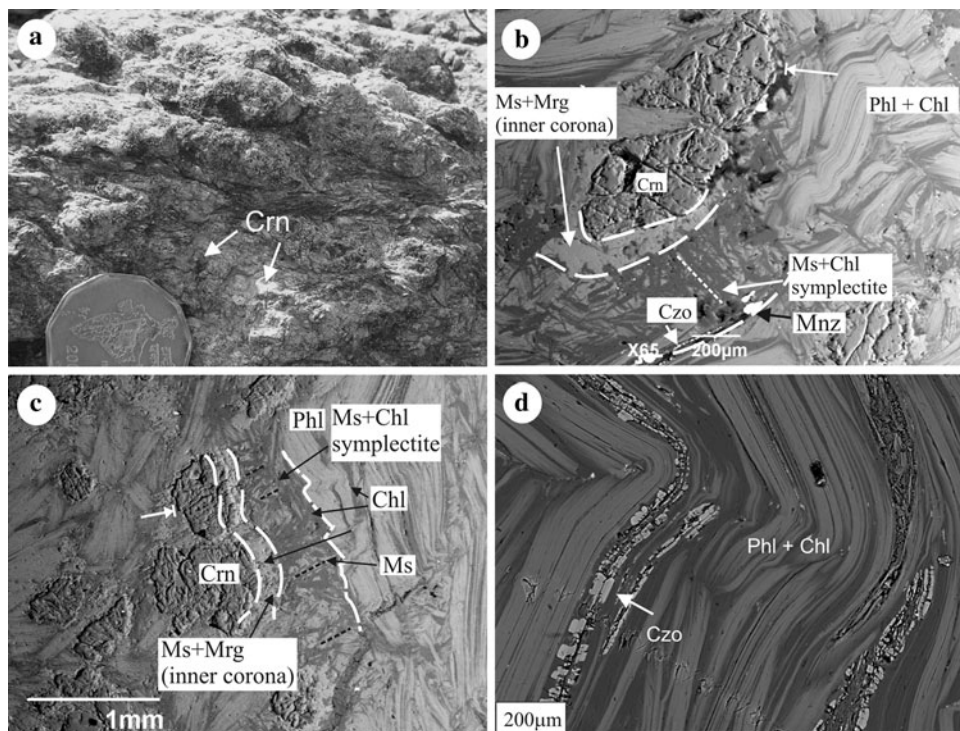 a
Crn
b
Ms+Mrg
(inner corona)
Phl + Chl
Crn
Ms+Chl
symplectite
Czo
Mnz
X65
200µm
c
Phl
Ms+Chl
symplectite
Chl
Ms
Crn
Ms+Mrg
(inner corona)
1mm
d
Phl + Chl
Czo
200µm